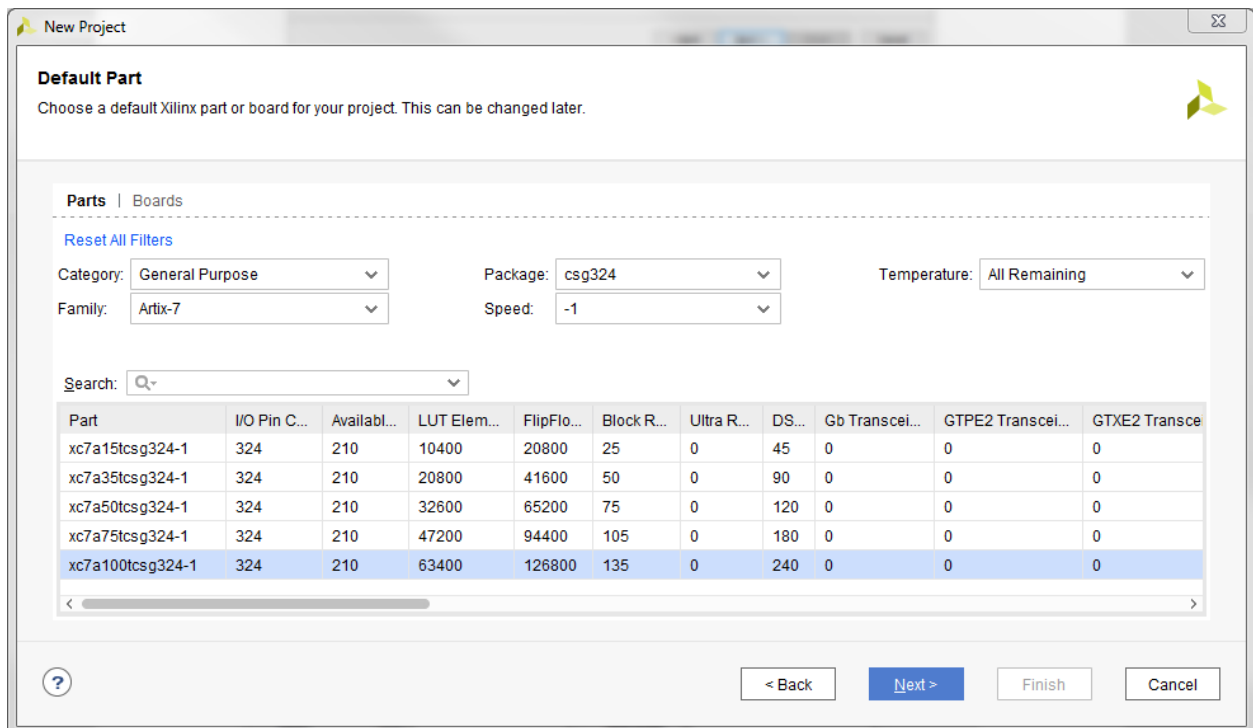 New Project
Default Part
Choose a default Xilinx part or board for your project. This can be changed later.
Parts | Boards
Reset All Filters
Category: General Purpose Package: csg324 Temperature: All Remaining
Family: Artix-7 Speed: -1
Search:
Part I/O Pin C... Availabl... LUT Elem... FlipFlo... Block R... Ultra R... DS... Gb Transcei... GTPE2 Transcei... GTXE2 Transcei
xc7a15tcsg324-1 324 210 10400 20800 25 0 45 0 0 0
xc7a35tcsg324-1 324 210 20800 41600 50 0 90 0 0 0
xc7a50tcsg324-1 324 210 32600 65200 75 0 120 0 0 0
xc7a75tcsg324-1 324 210 47200 94400 105 0 180 0 0 0
xc7a100tcsg324-1 324 210 63400 126800 135 0 240 0 0 0
? < Back Next > Finish Cancel